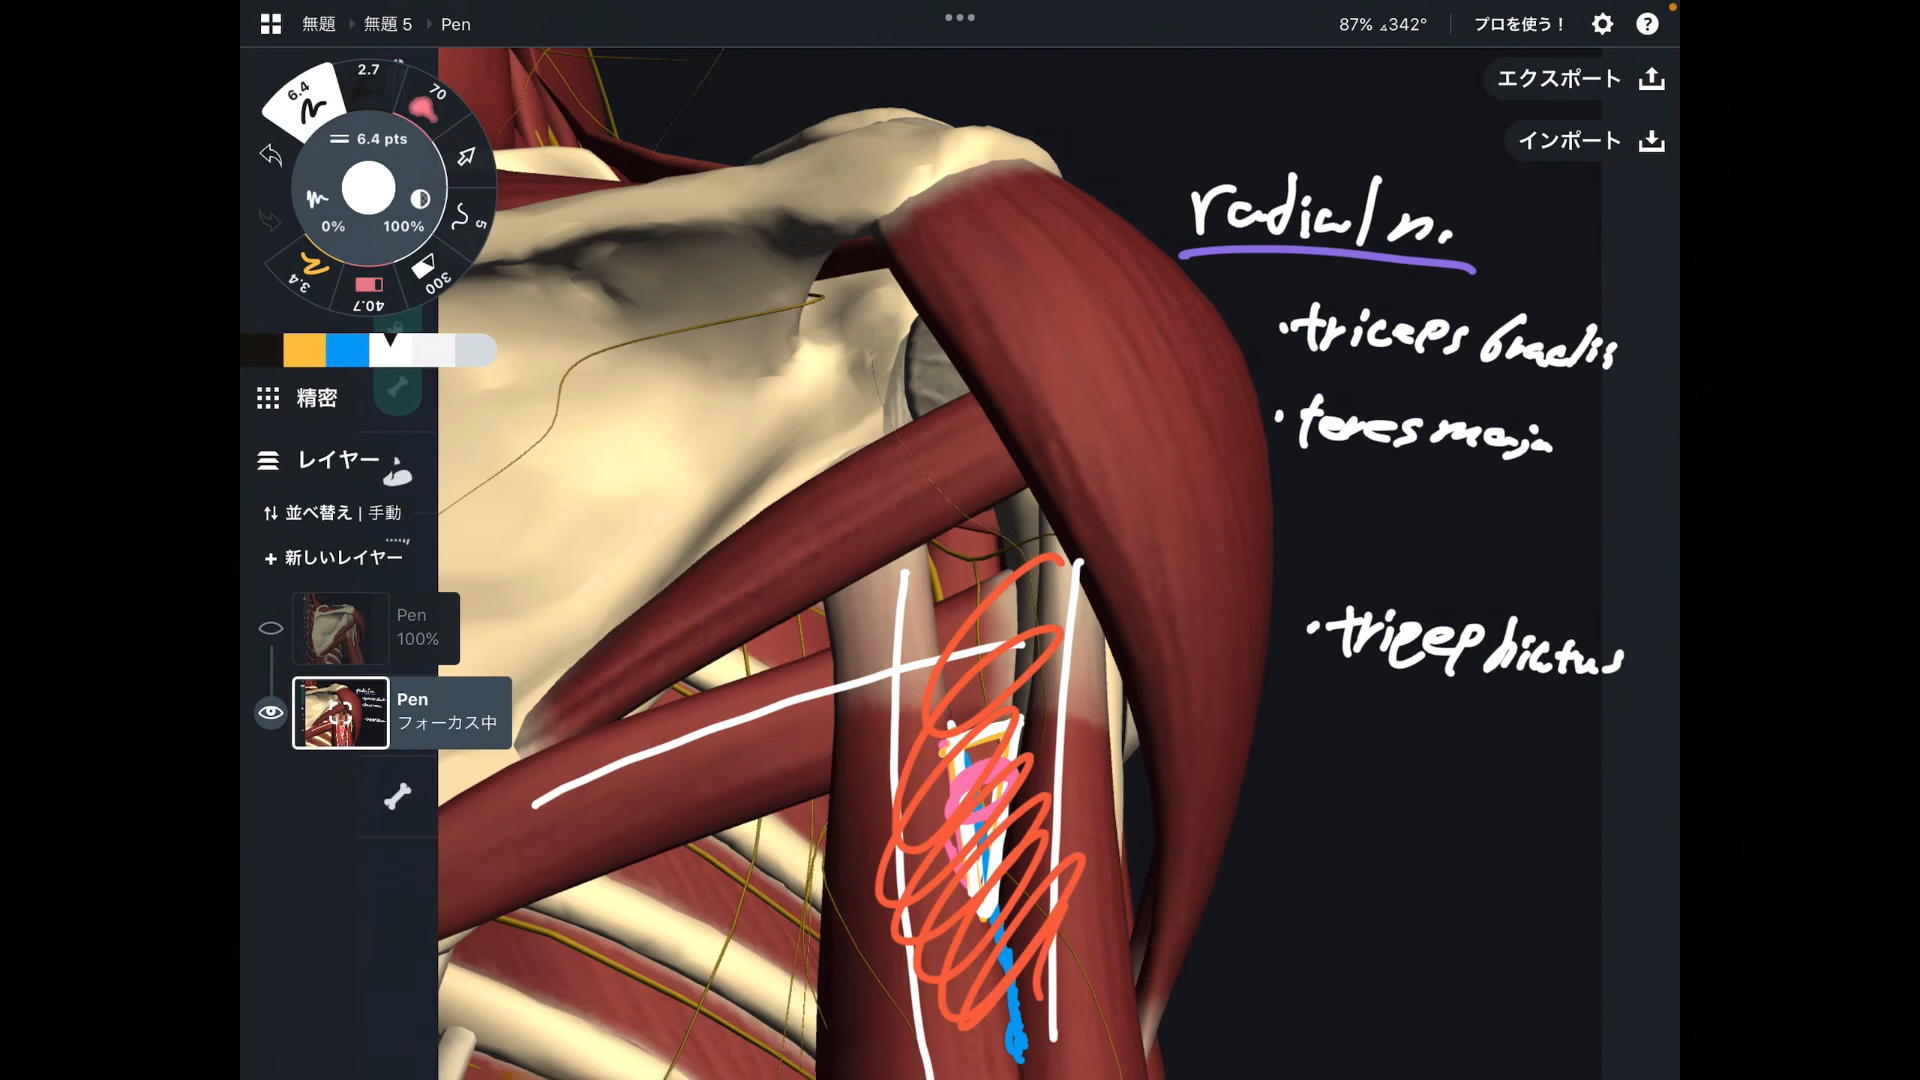 無題 無題 5 Pen
87% ⊿342° プロを使う！
エクスポート
インポート
2.7
6.4
70
6.4 pts
0% 100%
5
3.4
300
40.7
精密
レイヤー
並べ替え | 手動
+ 新しいレイヤー
Pen
100%
Pen
フォーカス中
radial n.
・triceps
・teres